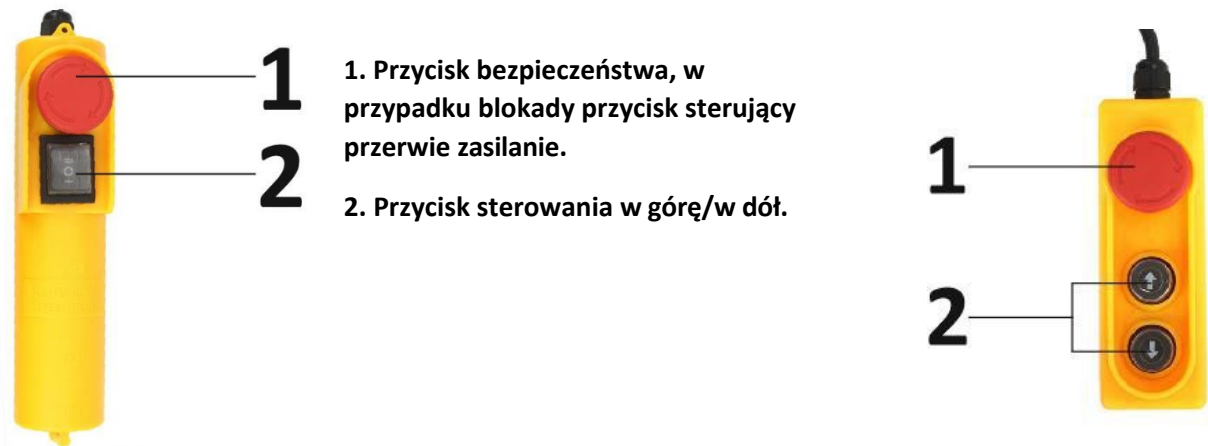 1
2
1. Przycisk bezpieczeństwa, w
przypadku blokady przycisk sterujący
przerwie zasilanie.
2. Przycisk sterowania w górę/w dół.
1
2